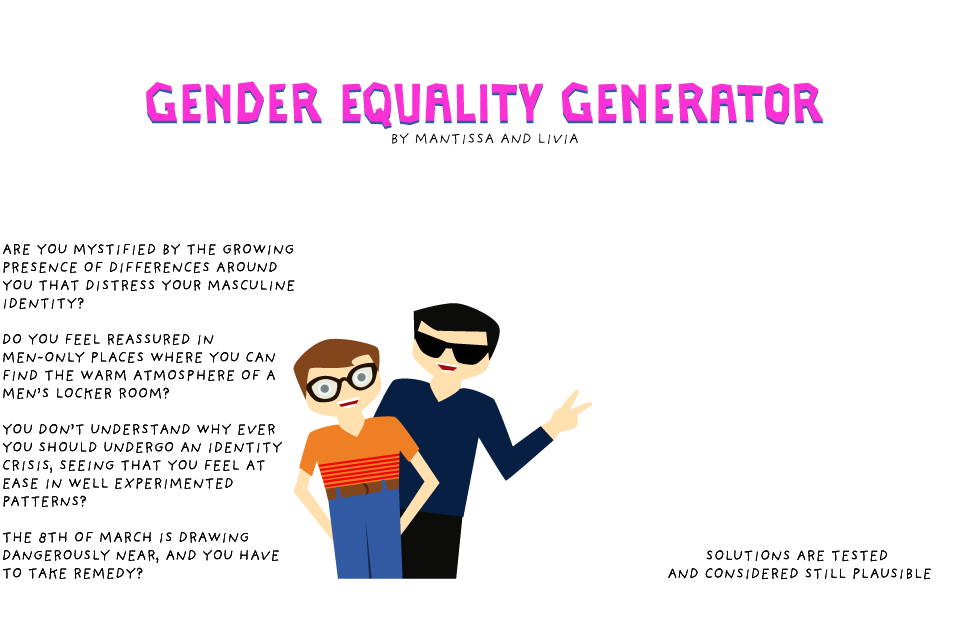 GENDER EQUALITY GENERATOR
BY MANTISSA AND LIVIA
ARE YOU MYSTIFIED BY THE GROWING
PRESENCE OF DIFFERENCES AROUND
YOU THAT DISTRESS YOUR MASCULINE
IDENTITY?
DO YOU FEEL REASSURED IN
MEN-ONLY PLACES WHERE YOU CAN
FIND THE WARM ATMOSPHERE OF A
MEN'S LOCKER ROOM?
YOU DON'T UNDERSTAND WHY EVER
YOU SHOULD UNDERGO AN IDENTITY
CRISIS, SEEING THAT YOU FEEL AT
EASE IN WELL EXPERIMENTED
PATTERNS?
THE 8TH OF MARCH IS DRAWING
DANGEROUSLY NEAR, AND YOU HAVE
TO TAKE REMEDY?
SOLUTIONS ARE TESTED
AND CONSIDERED STILL PLAUSIBLE